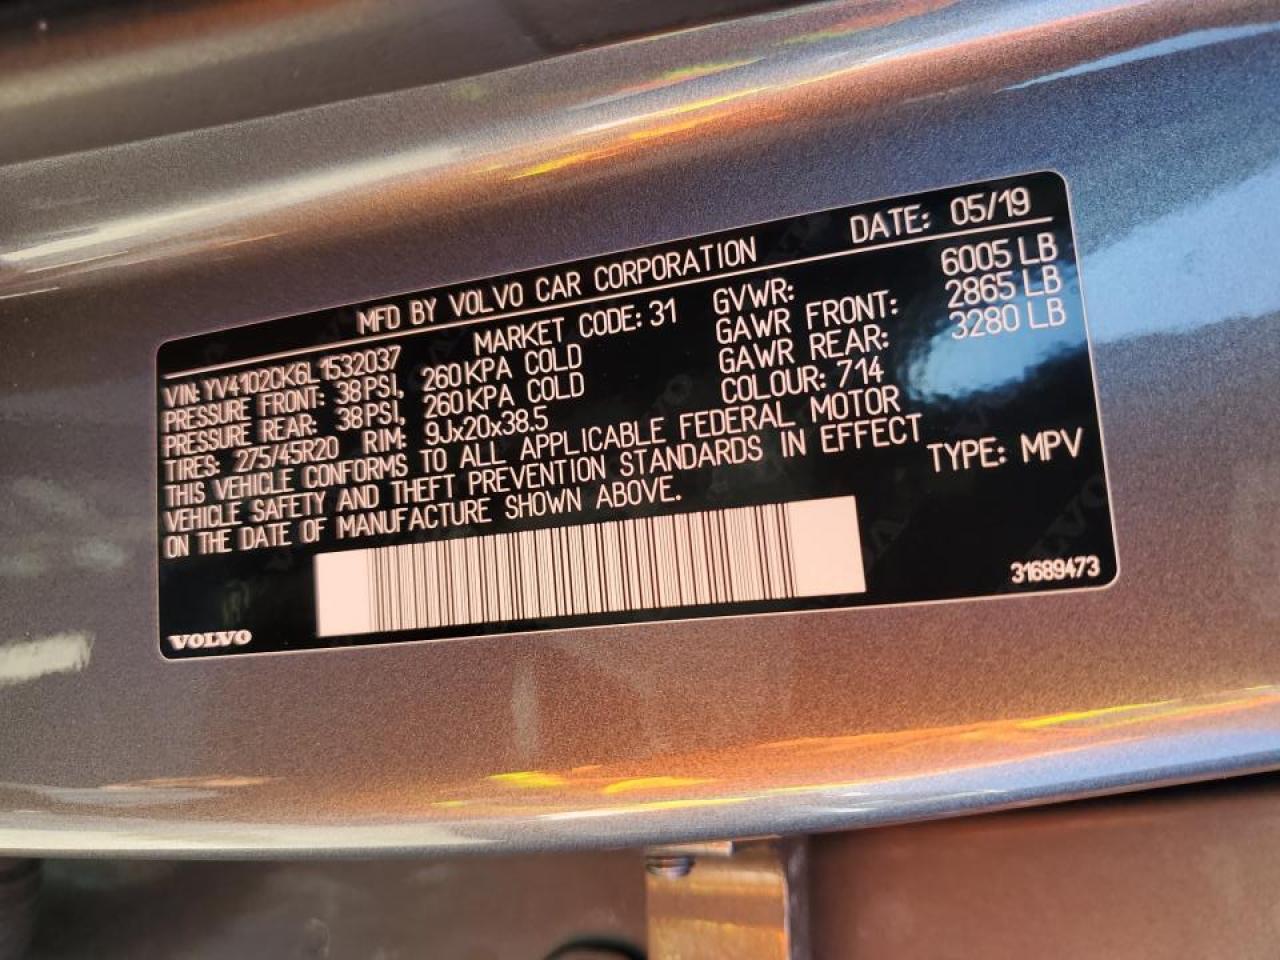 MFD BY VOLVO CAR CORPORATION DATE: 05/19
VIN: YV41D2CK6L1532037 MARKET CODE: 31 GVWR: 6005 LB
PRESSURE FRONT: 38 PSI, 260 KPA COLD GAWR FRONT: 2865 LB
PRESSURE REAR: 38 PSI, 260 KPA COLD GAWR REAR: 3280 LB
TIRES: 275/45R20 RIM: 9Jx20x38.5 COLOUR: 714
THIS VEHICLE CONFORMS TO ALL APPLICABLE FEDERAL MOTOR
VEHICLE SAFETY AND THEFT PREVENTION STANDARDS IN EFFECT
ON THE DATE OF MANUFACTURE SHOWN ABOVE. TYPE: MPV
31689473
VOLVO